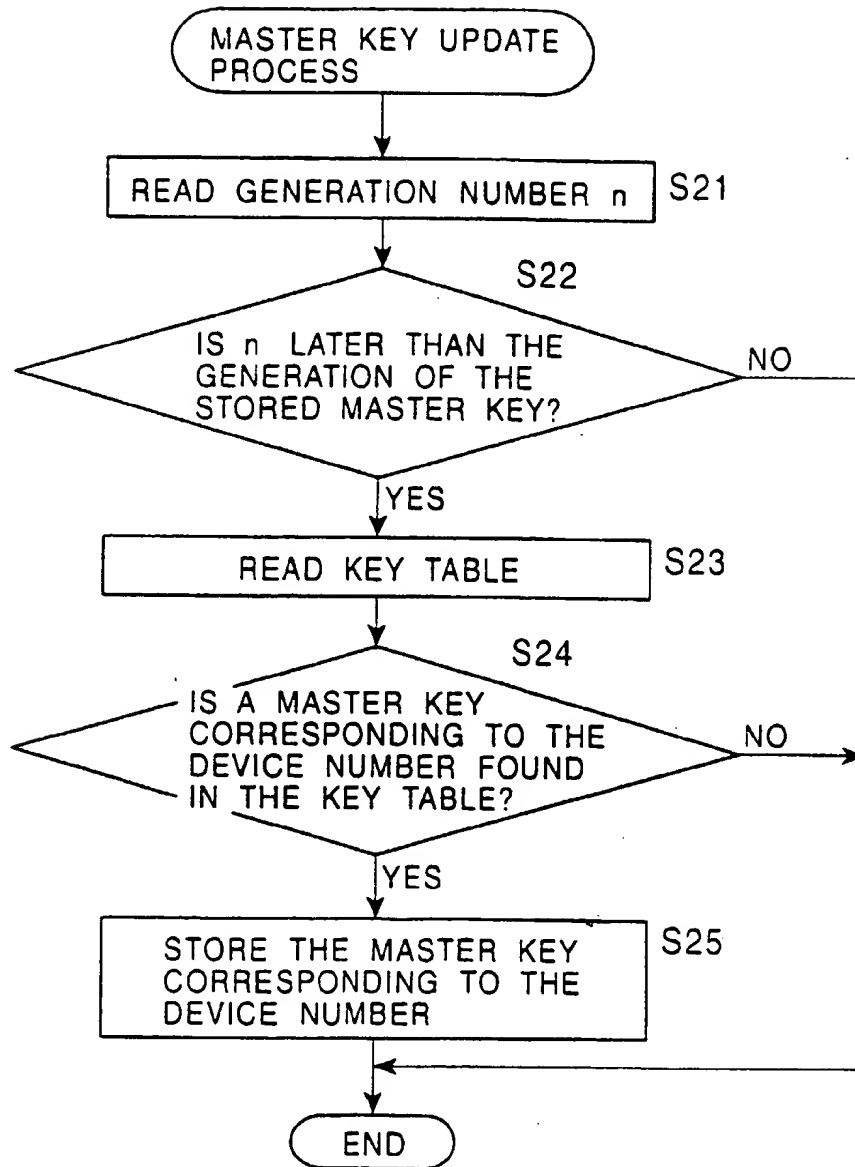 MASTER KEY UPDATE
PROCESS
READ GENERATION NUMBER n
S21
S22
IS n LATER THAN THE
GENERATION OF THE
STORED MASTER KEY?
NO
YES
READ KEY TABLE
S23
S24
IS A MASTER KEY
CORRESPONDING TO THE
DEVICE NUMBER FOUND
IN THE KEY TABLE?
NO
YES
STORE THE MASTER KEY
CORRESPONDING TO THE
DEVICE NUMBER
S25
END